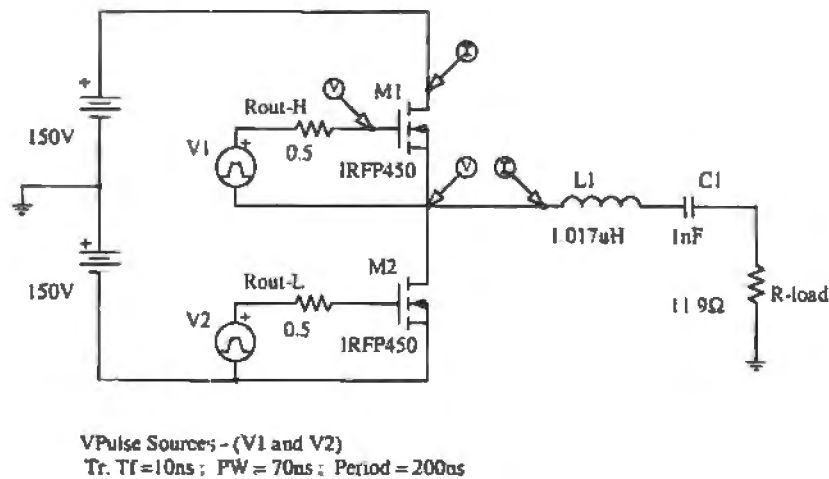 I
V
M1
Rout-H
150V
V1
0.5
IRFP450
V
I
L1
C1
1.017uH
1nF
M2
Rout-L
150V
R-load
11.9Ω
V2
0.5
IRFP450
VPulse Sources - (V1 and V2)
Tr, Tf = 10ns ; PW = 70ns ; Period = 200ns